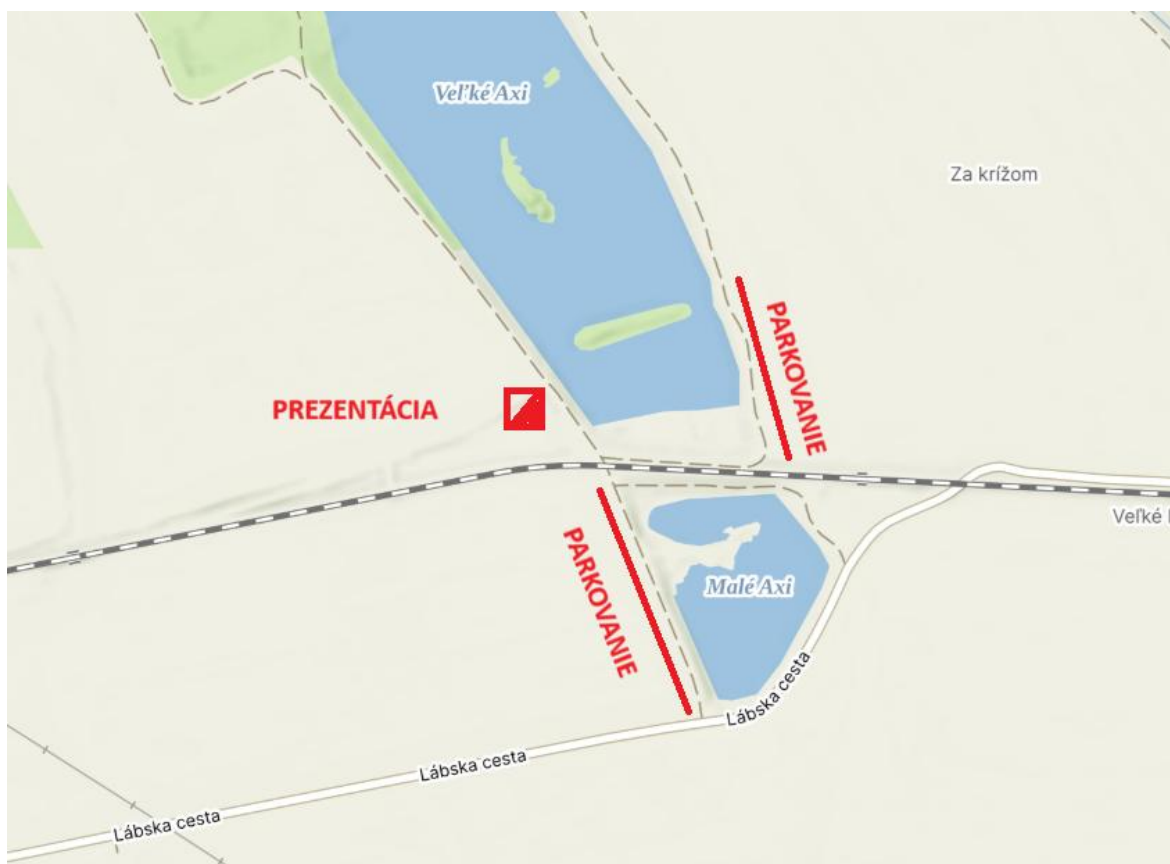 Veľké Axi
Za krížom
PARKOVANIE
PREZENTÁCIA
Veľké
PARKOVANIE
Malé Axi
Lábska cesta
Lábska cesta
Lábska cesta